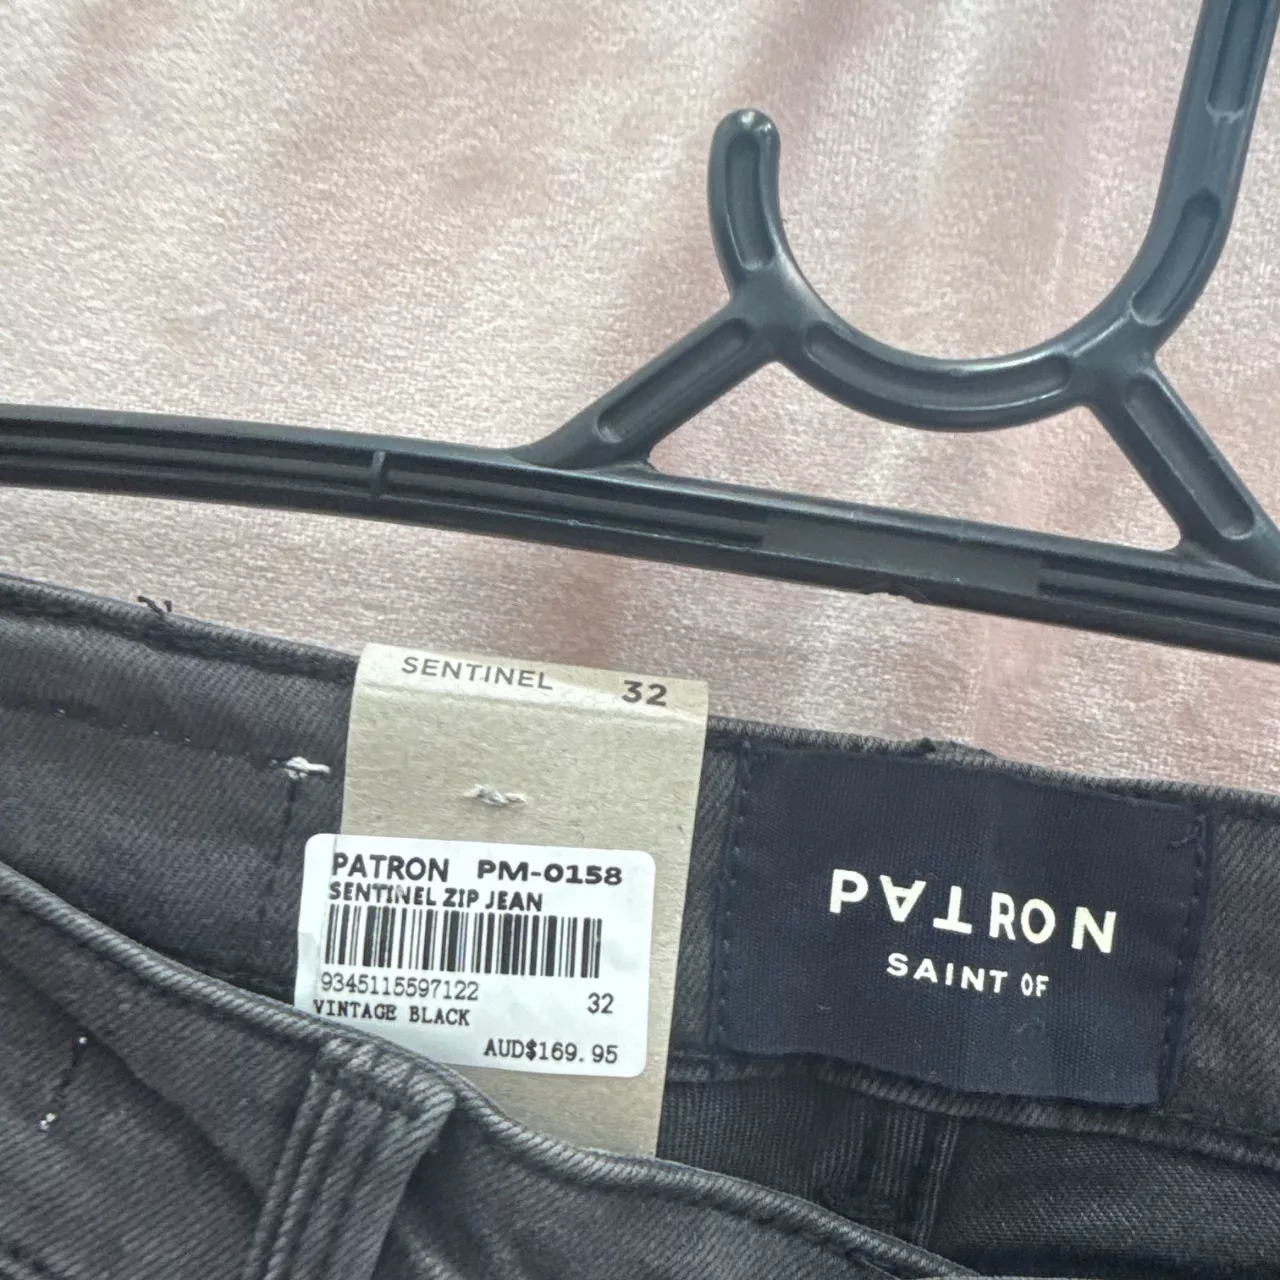 SENTINEL 32
PATRON PM-0158
SENTINEL ZIP JEAN
9345115597122 32
VINTAGE BLACK
AUD$169.95
PATRON
SAINT OF